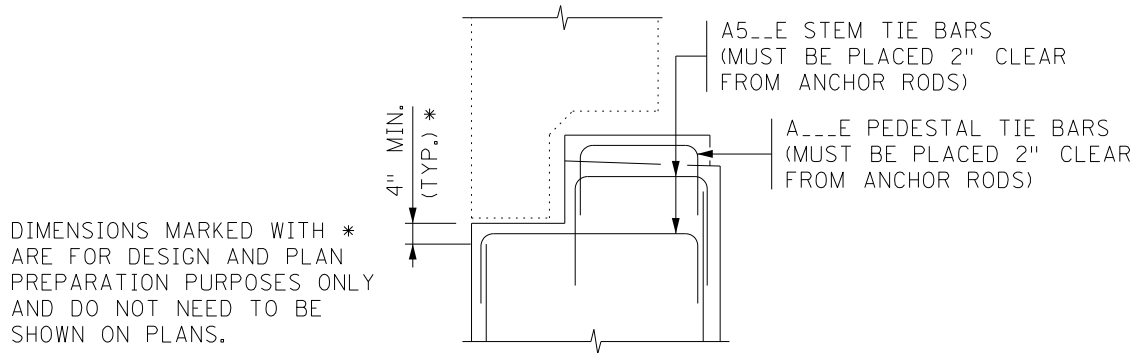 A5__E STEM TIE BARS
(MUST BE PLACED 2" CLEAR
FROM ANCHOR RODS)
A___E PEDESTAL TIE BARS
(MUST BE PLACED 2" CLEAR
FROM ANCHOR RODS)
4" MIN.
(TYP.) *
DIMENSIONS MARKED WITH *
ARE FOR DESIGN AND PLAN
PREPARATION PURPOSES ONLY
AND DO NOT NEED TO BE
SHOWN ON PLANS.